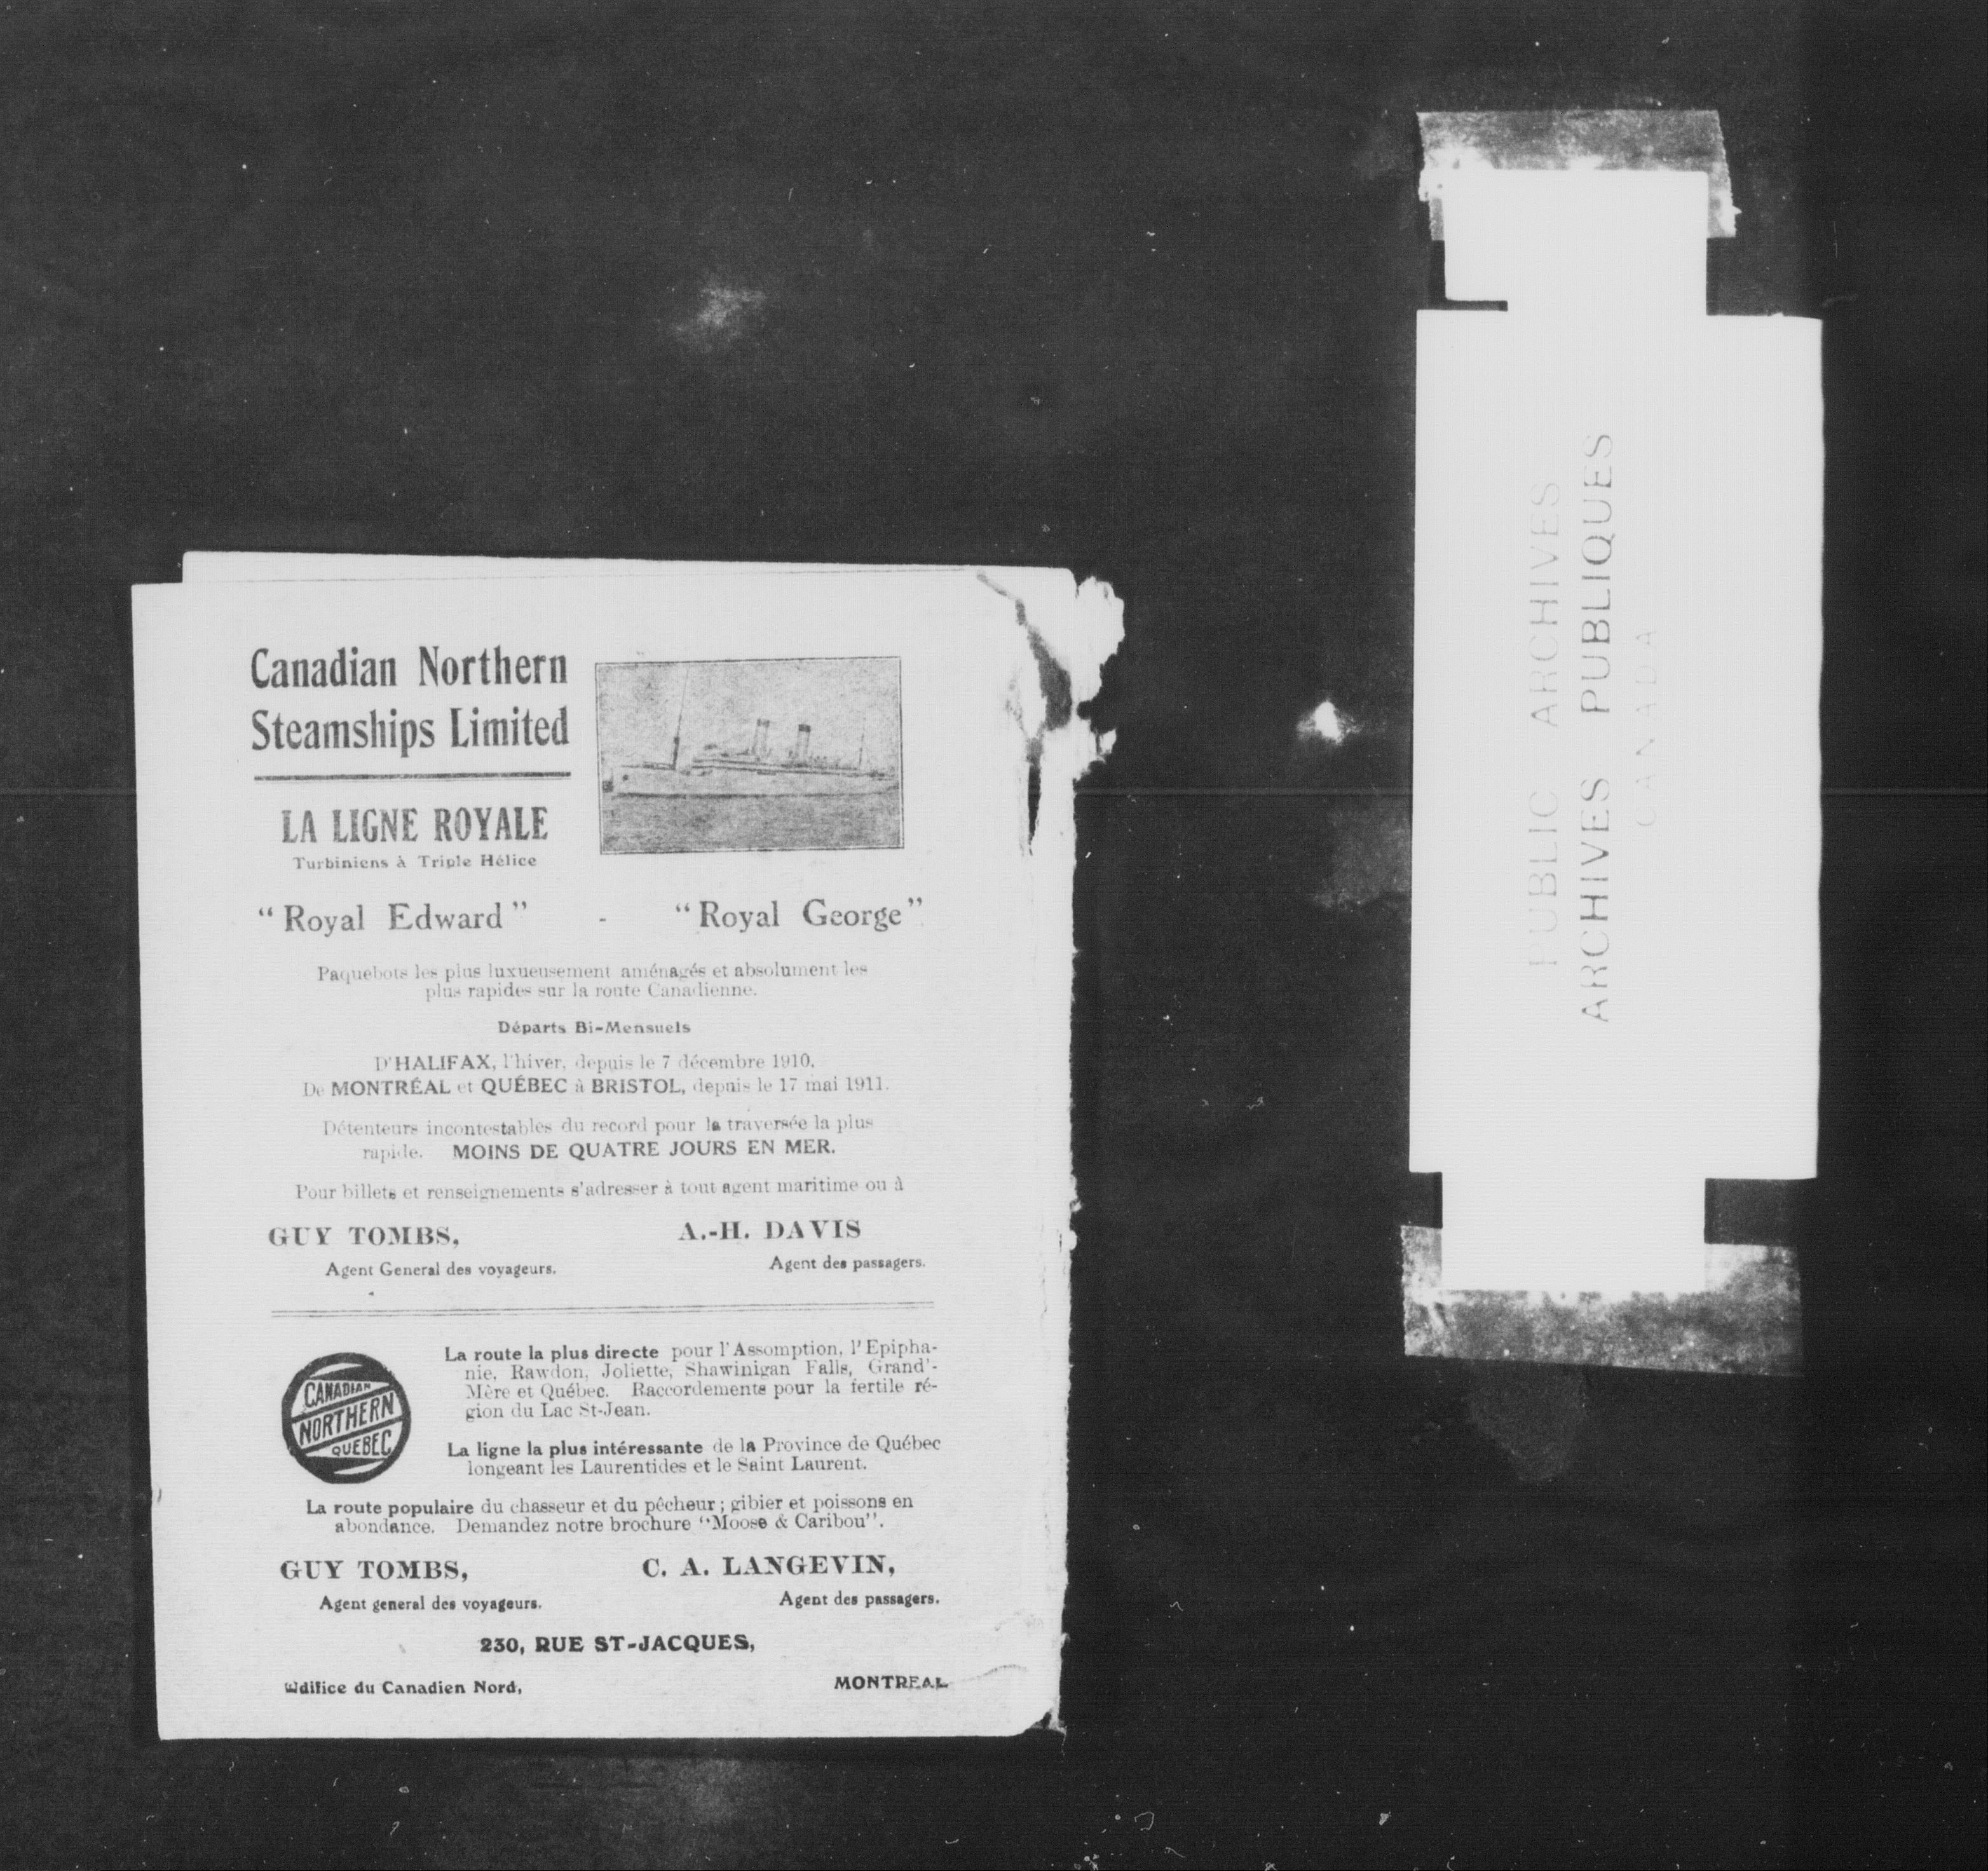 Canadian Northern
Steamships Limited
LA LIGNE ROYALE
Turbiniens à Triple Hélice
"Royal Edward" - "Royal George"
Paquebots les plus luxueusement aménagés et absolument les
plus rapides sur la route Canadienne.
Départs Bi-Mensuels
D'HALIFAX, l'hiver, depuis le 7 décembre 1910,
De MONTRÉAL et QUÉBEC à BRISTOL, depuis le 17 mai 1911.
Détenteurs incontestables du record pour la traversée la plus
rapide. MOINS DE QUATRE JOURS EN MER.
Pour billets et renseignements s'adresser à tout agent maritime ou à
GUY TOMBS, A.-H. DAVIS
Agent General des voyageurs. Agent des passagers.
CANADIAN
NORTHERN
QUEBEC
La route la plus directe pour l'Assomption, l'Epipha-
nie, Rawdon, Joliette, Shawinigan Falls, Grand'-
Mère et Québec. Raccordements pour la fertile ré-
gion du Lac St-Jean.
La ligne la plus intéressante de la Province de Québec
longeant les Laurentides et le Saint Laurent.
La route populaire du chasseur et du pêcheur ; gibier et poissons en
abondance. Demandez notre brochure "Moose & Caribou".
GUY TOMBS, C. A. LANGEVIN,
Agent general des voyageurs. Agent des passagers.
230, RUE ST-JACQUES,
Edifice du Canadien Nord, MONTREAL
PUBLIC ARCHIVES
ARCHIVES PUBLIQUES
CANADA